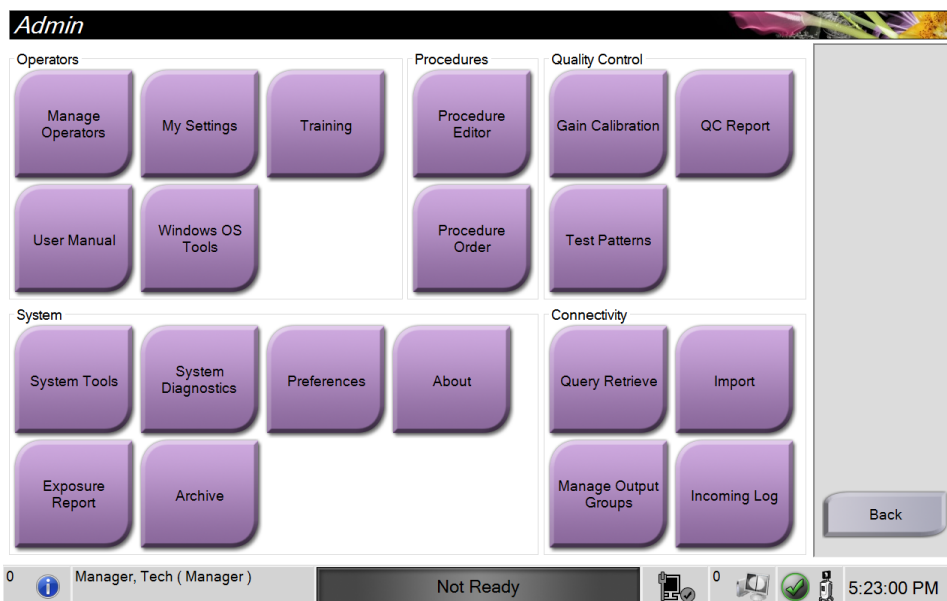 Admin
Operators
Manage
Operators
My Settings
Training
User Manual
Windows OS
Tools
Procedures
Procedure
Editor
Procedure
Order
Quality Control
Gain Calibration
QC Report
Test Patterns
System
System Tools
System
Diagnostics
Preferences
About
Exposure
Report
Archive
Connectivity
Query Retrieve
Import
Manage Output
Groups
Incoming Log
Back
0
Manager, Tech ( Manager )
Not Ready
0
5:23:00 PM